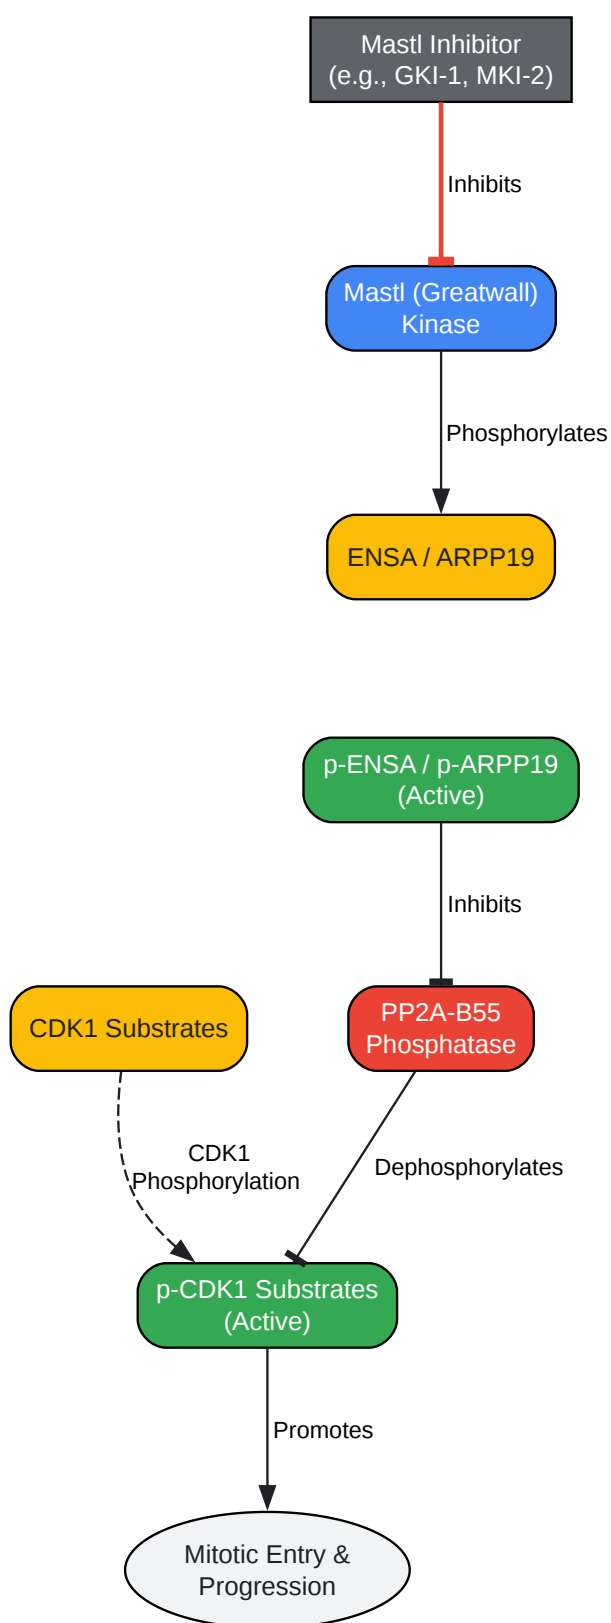 Mastl Inhibitor
(e.g., GKI-1, MKI-2)
Inhibits
Mastl (Greatwall)
Kinase
Phosphorylates
ENSA / ARPP19
p-ENSA / p-ARPP19
(Active)
Inhibits
CDK1 Substrates
PP2A-B55
Phosphatase
CDK1
Phosphorylation
Dephosphorylates
p-CDK1 Substrates
(Active)
Promotes
Mitotic Entry &
Progression